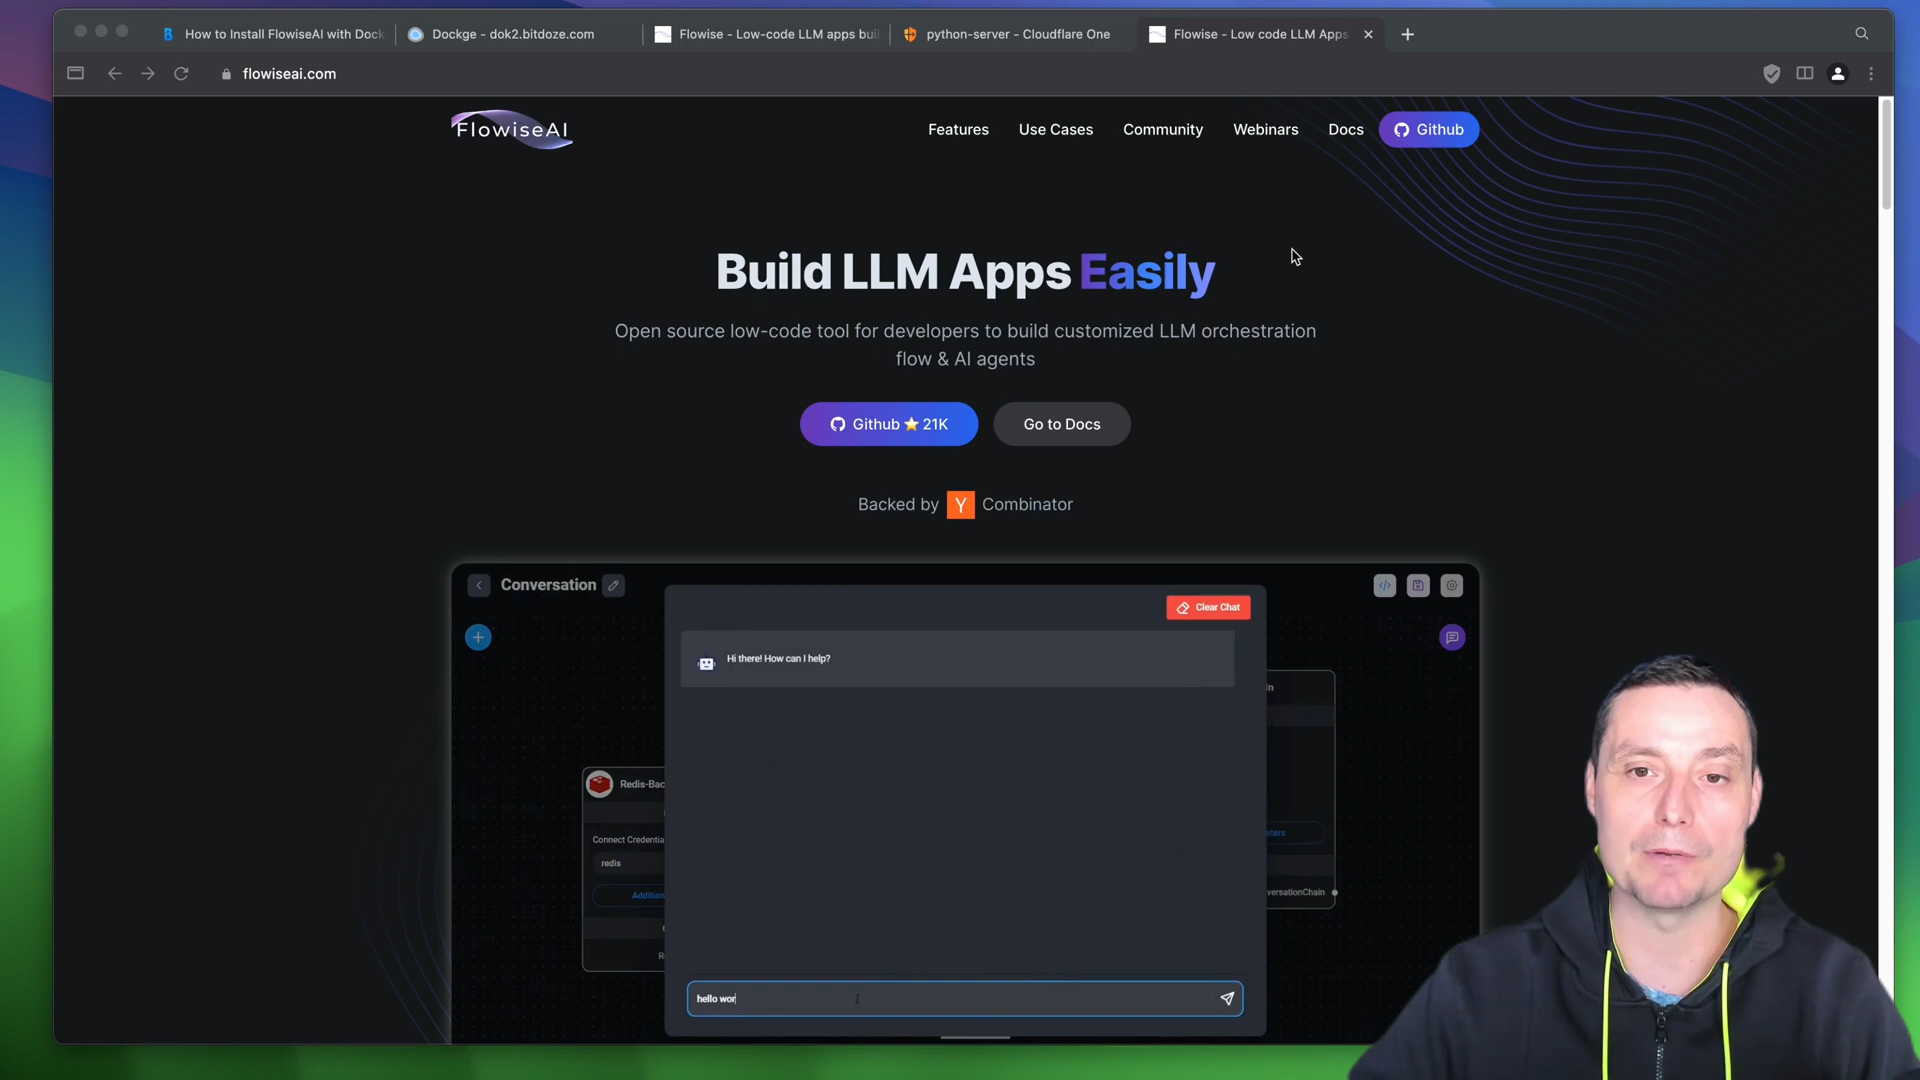 How to Install FlowiseAI with Dock
Dockge - dok2.bitdoze.com
Flowise - Low-code LLM apps bui
python-server - Cloudflare One
Flowise - Low code LLM Apps
flowiseai.com
FlowiseAI
Features
Use Cases
Community
Webinars
Docs
Github
Build LLM Apps Easily
Open source low-code tool for developers to build customized LLM orchestration
flow & AI agents
Github ⭐ 21K
Go to Docs
Backed by Y Combinator
Conversation
Clear Chat
Hi there! How can I help?
in
Redis-Bac
Connect Credentia
redis
eters
Addition
versationChain
R
hello wor